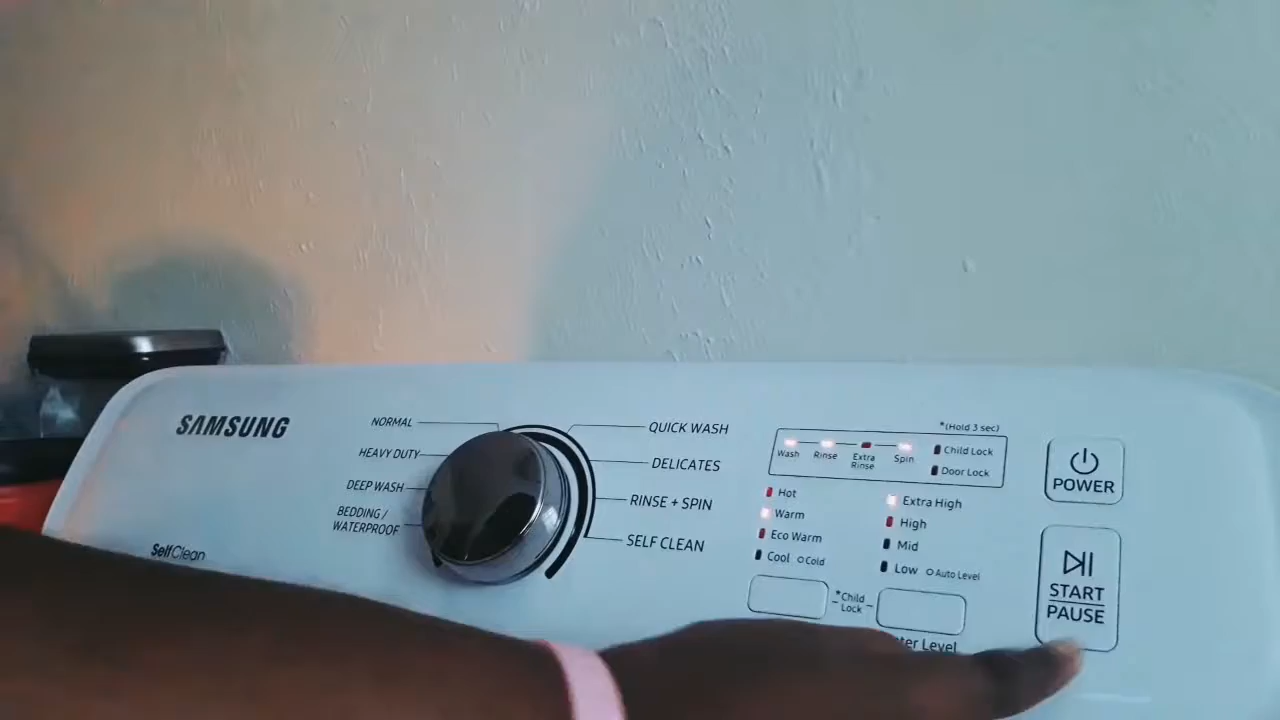 SAMSUNG
NORMAL
HEAVY DUTY
DEEP WASH
BEDDING /
WATERPROOF
SelfClean
QUICK WASH
DELICATES
RINSE + SPIN
SELF CLEAN
*(Hold 3 sec)
Wash Rinse Extra Rinse Spin
Child Lock
Door Lock
Hot
Warm
Eco Warm
Cool Cold
Extra High
High
Mid
Low Auto Level
*Child
Lock
Level
POWER
START
PAUSE